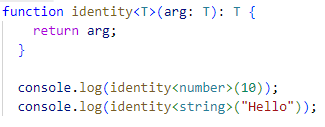 function identity<T>(arg: T): T {
    return arg;
  }

  console.log(identity<number>(10));
  console.log(identity<string>("Hello"));